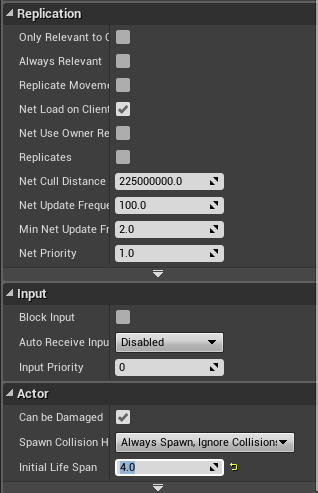 Replication
Only Relevant to O
Always Relevant
Replicate Moveme
Net Load on Client
Net Use Owner Re
Replicates
Net Cull Distance 225000000.0
Net Update Freque 100.0
Min Net Update Fr 2.0
Net Priority 1.0
Input
Block Input
Auto Receive Inpu Disabled
Input Priority 0
Actor
Can be Damaged
Spawn Collision H Always Spawn, Ignore Collisions
Initial Life Span 4.0